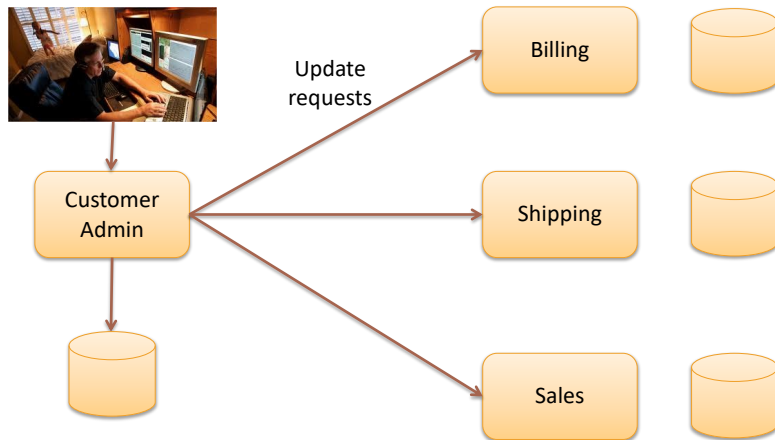 Billing
Update
requests
Customer
Admin
Shipping
Sales